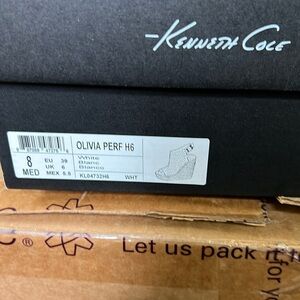 Kenneth Cole
OLIVIA PERF H6
8 EU 39 White
UK 6 Blanc
MED MEX 5.5 Blanco
KL04732H6 WHT
C
Let us pack it for y